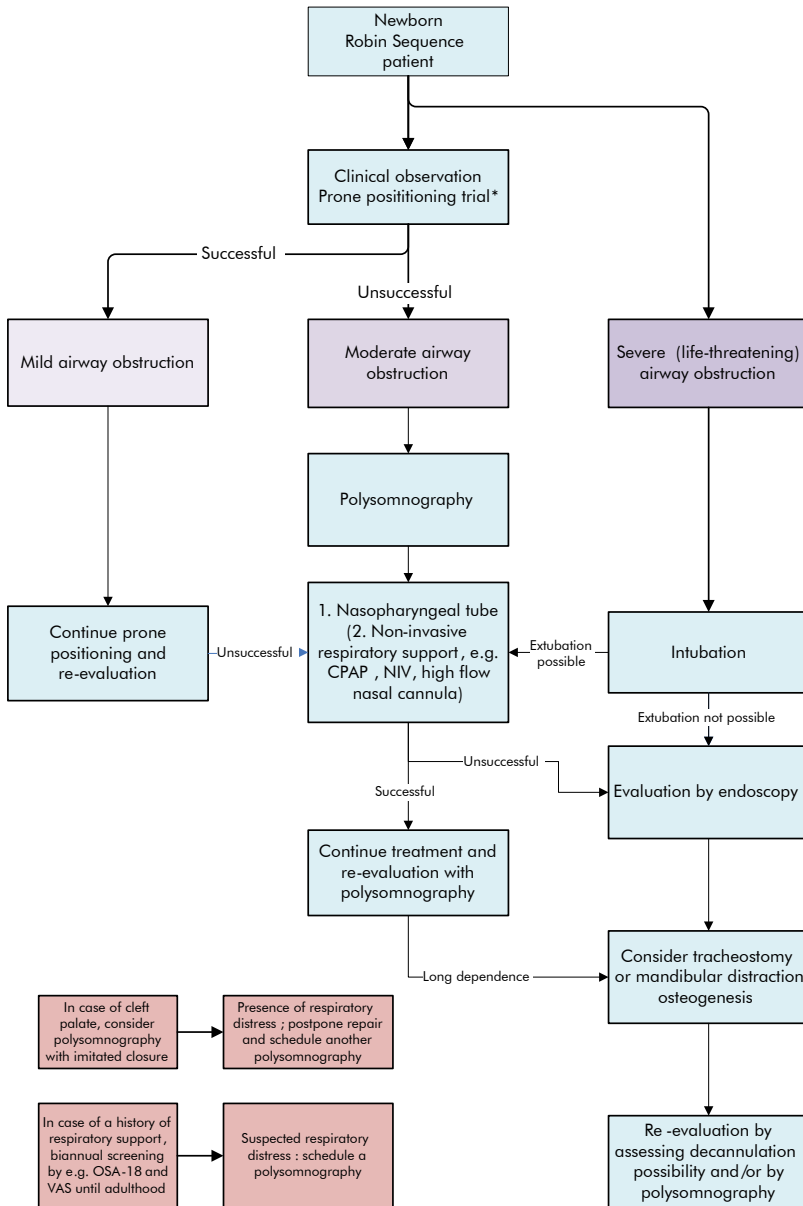 Newborn
Robin Sequence
patient
Clinical observation
Prone posititioning trial*
Successful
Unsuccessful
Mild airway obstruction
Moderate airway
obstruction
Severe (life-threatening)
airway obstruction
Polysomnography
Continue prone
positioning and
re-evaluation
Unsuccessful
1. Nasopharyngeal tube
(2. Non-invasive
respiratory support , e.g.
CPAP , NIV, high flow
nasal cannula)
Extubation
possible
Intubation
Extubation not possible
Unsuccessful
Evaluation by endoscopy
Successful
Continue treatment and
re-evaluation with
polysomnography
Long dependence
Consider tracheostomy
or mandibular distraction
osteogenesis
In case of cleft
palate, consider
polysomnography
with imitated closure
Presence of respiratory
distress ; postpone repair
and schedule another
polysomnography
In case of a history of
respiratory support ,
biannual screening
by e.g. OSA-18 and
VAS until adulthood
Suspected respiratory
distress : schedule a
polysomnography
Re -evaluation by
assessing decannulation
possibility and /or by
polysomnography